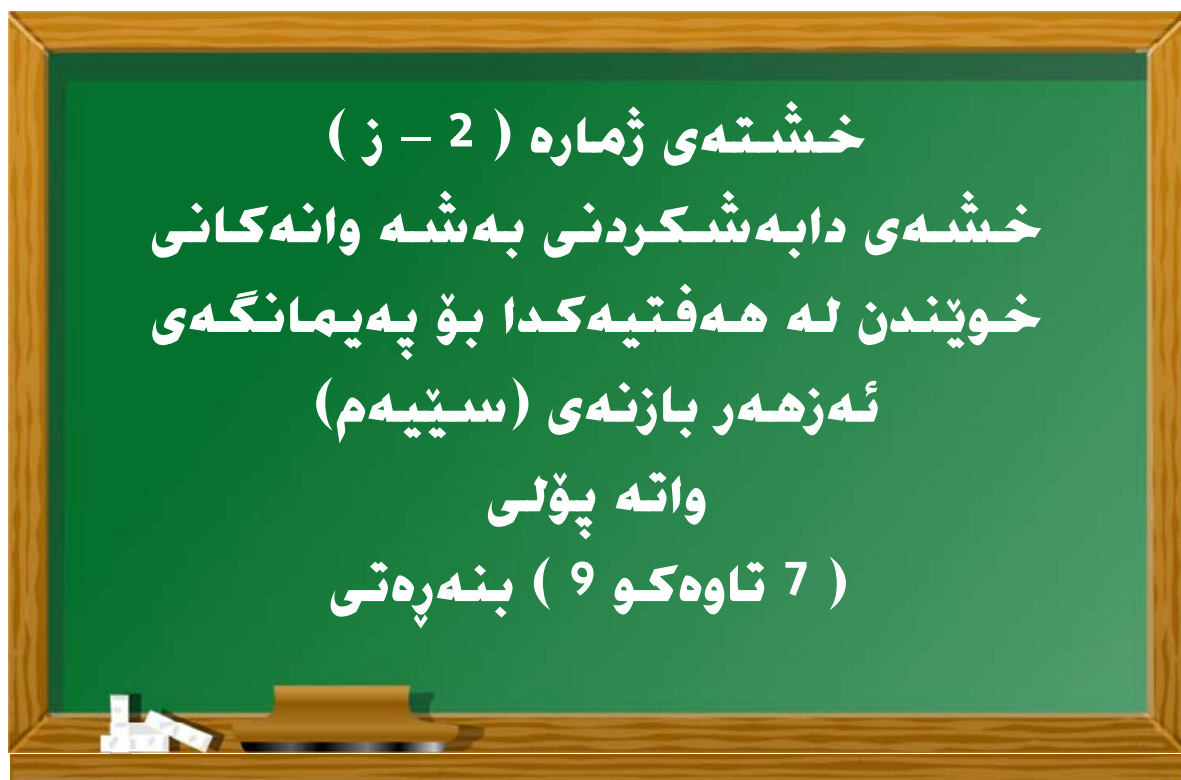 خشتەی ژمارە ( 2 – ز )
خشەی دابەشکردنی بەشە وانەکانی
خوێندن لە هەفتیەکدا بۆ پەیمانگەی
ئەزهەر بازنەی (سێیەم)
واتە پۆلی
( 7 تاوەکو 9 ) بنەڕەتی